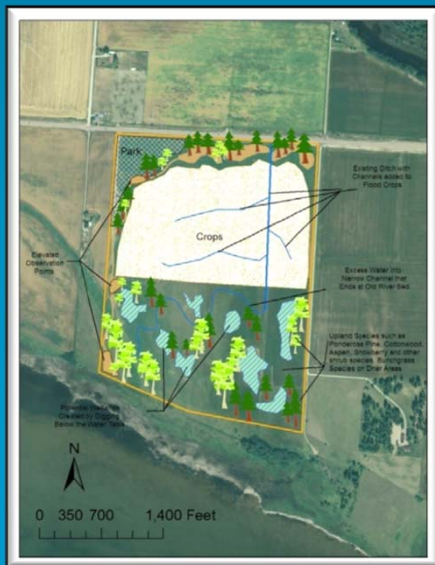 Park
Existing Ditch with
Channels added to
Flood Crops
Crops
Elevated
Observation
Points
Excess Water into
Narrow Channel that
Ends at Old River Bed
Upland Species such as
Ponderosa Pine, Cottonwood,
Aspen, Snowberry and other
shrub species. Bunchgrass
Species on Drier Areas
Potential Wetlands
Created by Digging
Below the Water Table
N
0 350 700 1,400 Feet